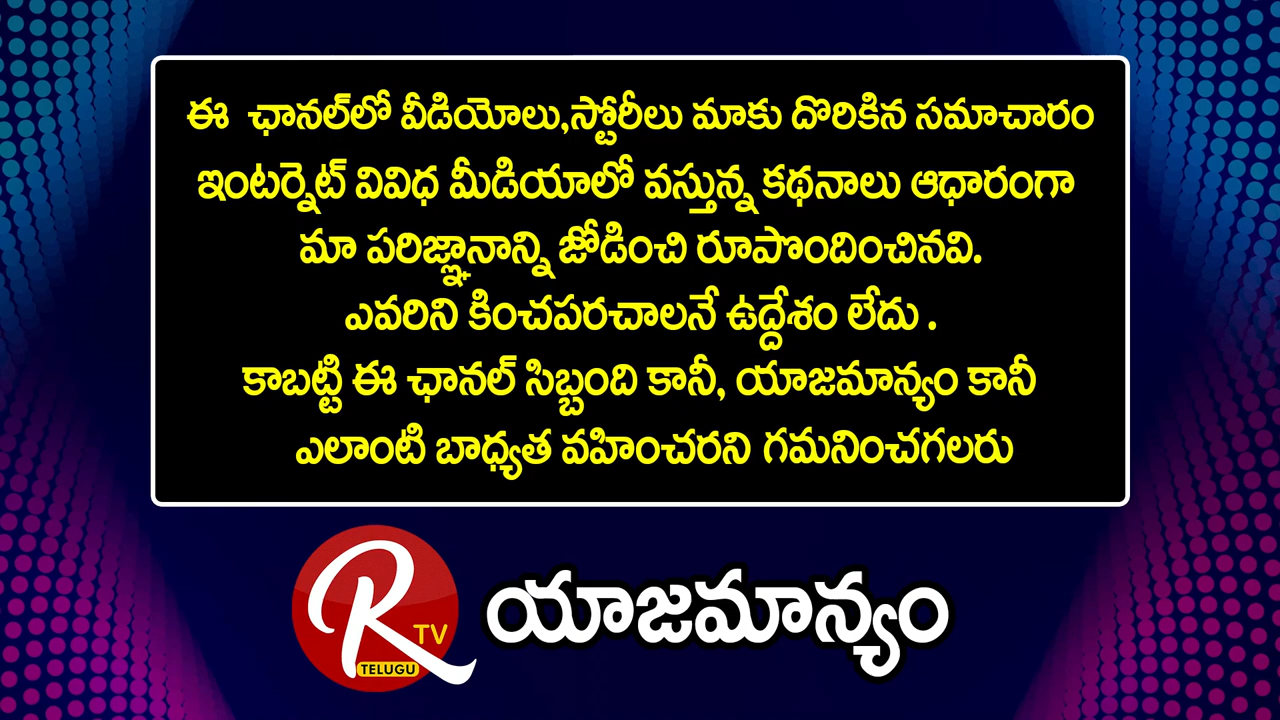 ఈ ఛానల్‌లో వీడియోలు,స్టోరీలు మాకు దొరికిన సమాచారం
ఇంటర్నెట్ వివిధ మీడియాలో వస్తున్న కథనాలు ఆధారంగా
మా పరిజ్ఞానాన్ని జోడించి రూపొందించినవి.
ఎవరిని కించపరచాలనే ఉద్దేశం లేదు .
కాబట్టి ఈ ఛానల్ సిబ్బంది కానీ, యాజమాన్యం కానీ
ఎలాంటి బాధ్యత వహించరని గమనించగలరు
R TV
TELUGU
యాజమాన్యం